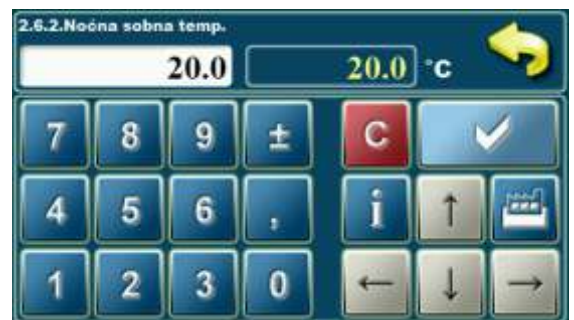 2.6.2.Noćna sobna temp.
20.0 20.0 °C
7 8 9 ± C
4 5 6 , i ↑
1 2 3 0 ← ↓ →